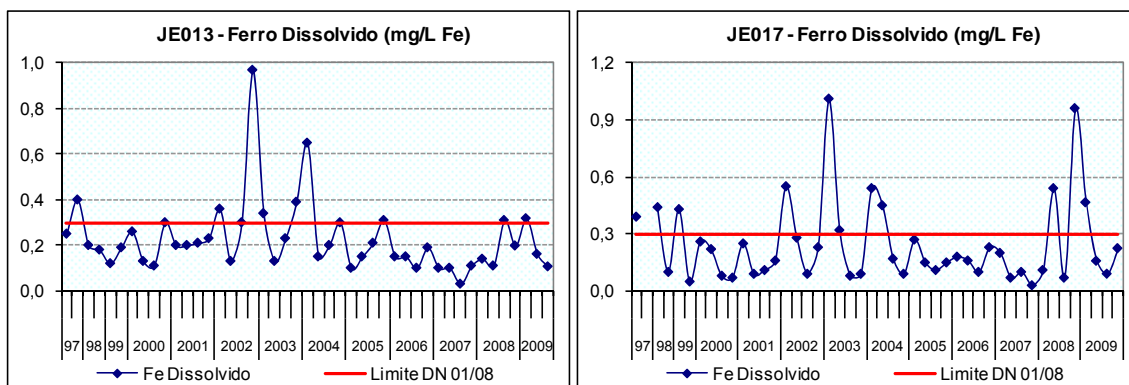 JE013 - Ferro Dissolvido (mg/L Fe)
1,0
0,8
0,6
0,4
0,2
0,0
97 98 99 2000 2001 2002 2003 2004 2005 2006 2007 2008 2009
Fe Dissolvido Limite DN 01/08
JE017 - Ferro Dissolvido (mg/L Fe)
1,2
0,9
0,6
0,3
0,0
97 98 99 2000 2001 2002 2003 2004 2005 2006 2007 2008 2009
Fe Dissolvido Limite DN 01/08